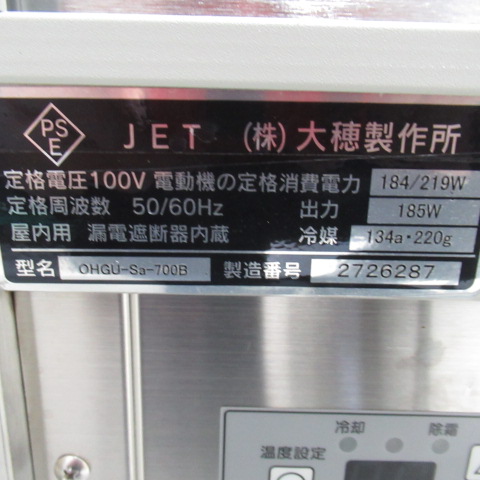 PS E JET (株)大穂製作所
定格電圧100V 電動機の定格消費電力 184/219W
定格周波数 50/60Hz 出力 185W
屋内用 漏電遮断器内蔵 冷媒 134a・220g
型名 OHGU-Sa-700B 製造番号 2726287
冷却 除霜
温度設定